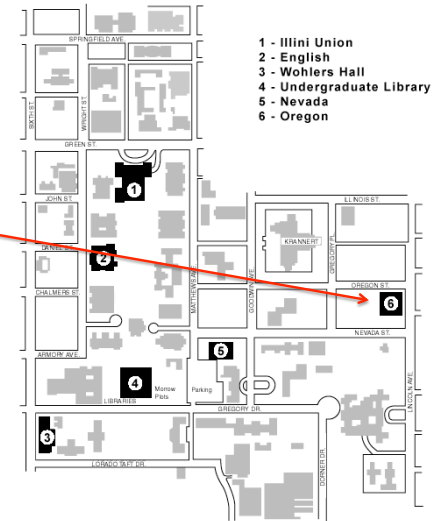 SPRINGFIELD AVE.
1 - Illini Union
2 - English
3 - Wohlers Hall
4 - Undergraduate Library
5 - Nevada
6 - Oregon
SIXTH ST.
WRIGHT ST.
GREEN ST.
1
JOHN ST.
ILLINOIS ST.
KRANNERT
GREGORY PL.
DANIEL ST.
2
MATTHEWS AVE.
GOODWIN AVE.
OREGON ST.
CHALMERS ST.
6
NEVADA ST.
ARMORY AVE.
5
LINCOLN AVE.
4
Morrow
Plots
Parking
LIBRARIES
GREGORY DR.
3
DORNER DR.
LORADO TAFT DR.